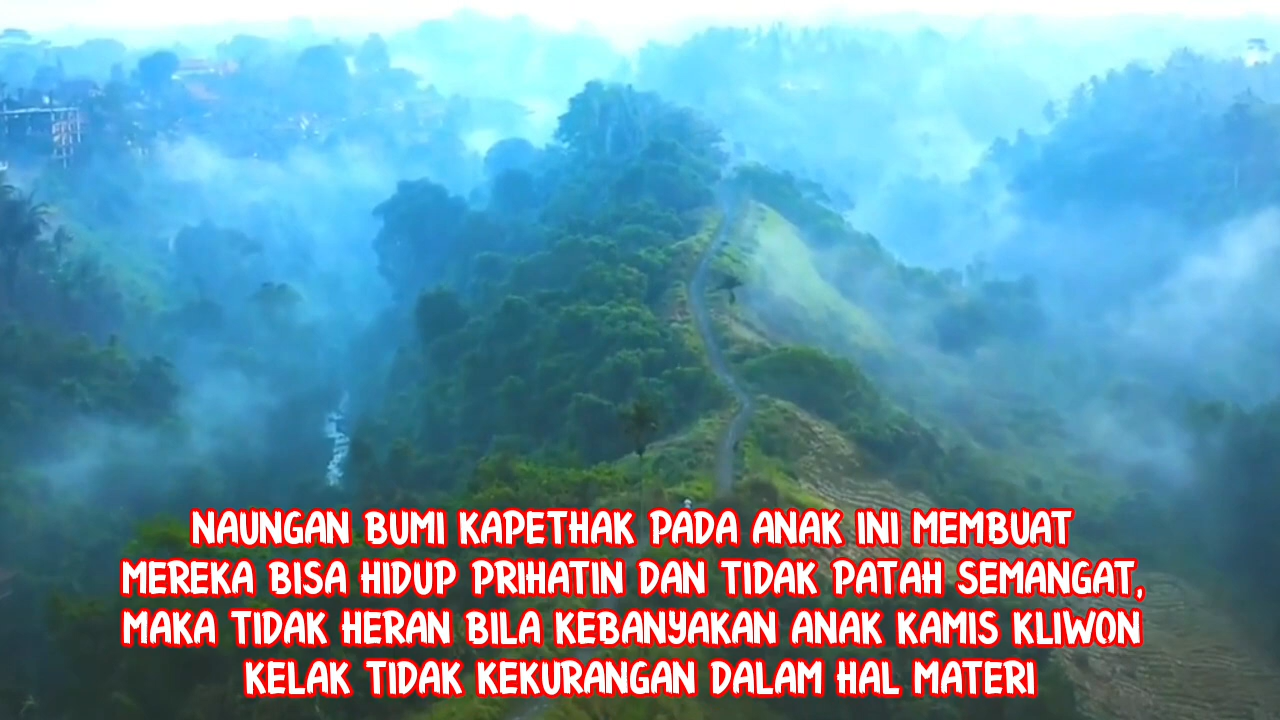 NAUNGAN BUMI KAPETHAK PADA ANAK INI MEMBUAT
MEREKA BISA HIDUP PRIHATIN DAN TIDAK PATAH SEMANGAT,
MAKA TIDAK HERAN BILA KEBANYAKAN ANAK KAMIS KLIWON
KELAK TIDAK KEKURANGAN DALAM HAL MATERI